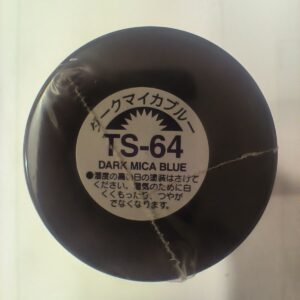 ダークマイカブルー
TS-64
DARK MICA BLUE
●湿度の高い日の塗装はさけて
ください。湿気のために白
くくもったり、つやが
でなくなります。